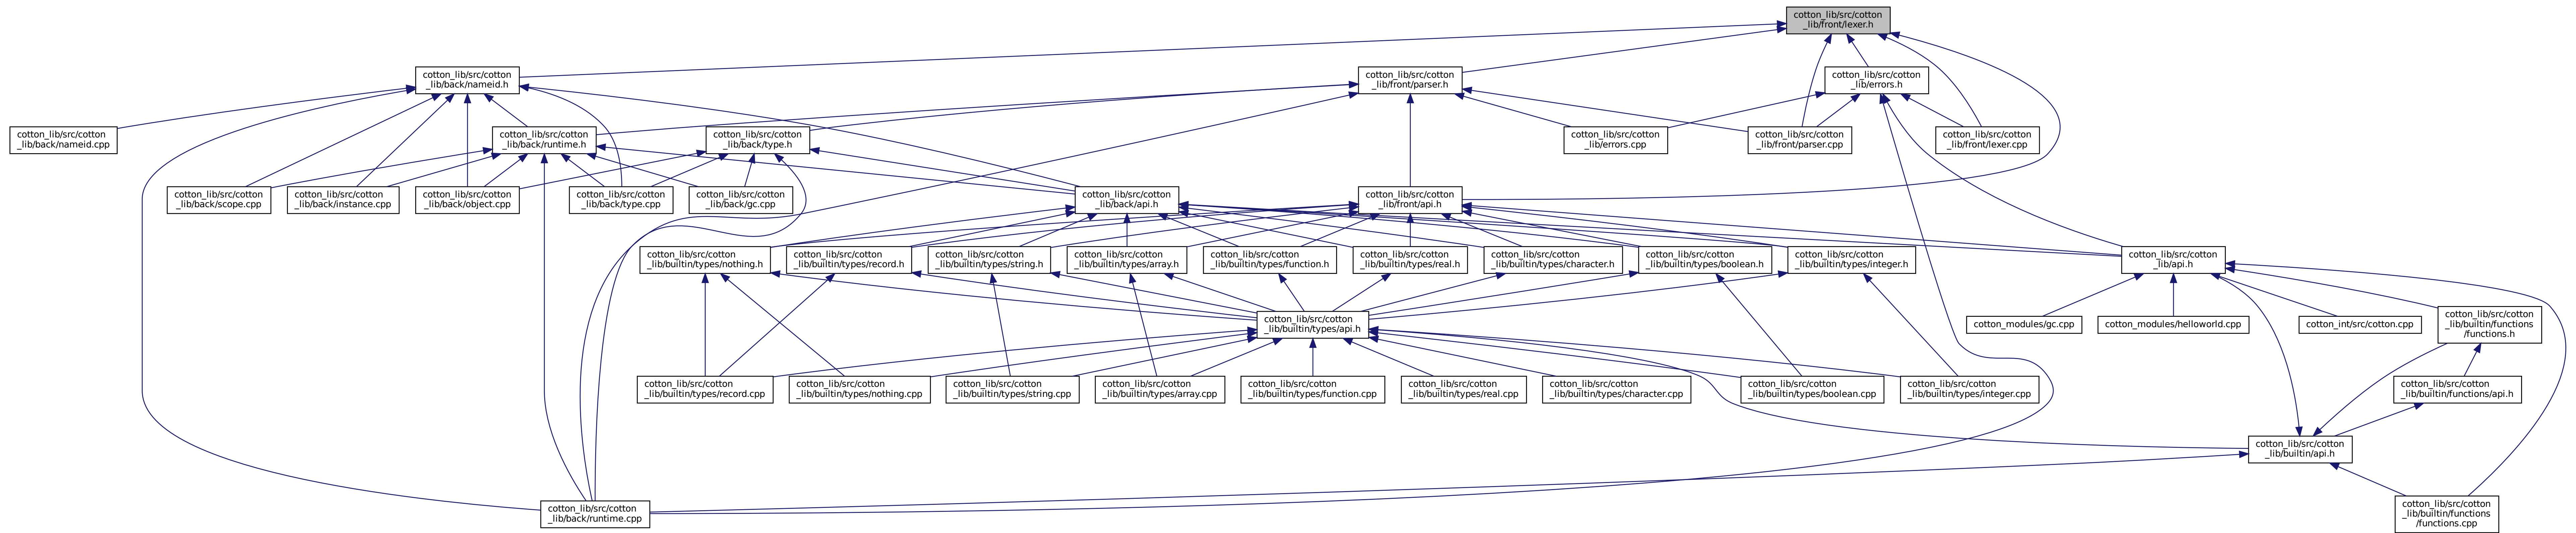 cotton_lib/src/cotton
_lib/front/lexer.h
cotton_lib/src/cotton
_lib/back/nameid.h
cotton_lib/src/cotton
_lib/front/parser.h
cotton_lib/src/cotton
_lib/errors.h
cotton_lib/src/cotton
_lib/back/nameid.cpp
cotton_lib/src/cotton
_lib/back/runtime.h
cotton_lib/src/cotton
_lib/back/type.h
cotton_lib/src/cotton
_lib/errors.cpp
cotton_lib/src/cotton
_lib/front/parser.cpp
cotton_lib/src/cotton
_lib/front/lexer.cpp
cotton_lib/src/cotton
_lib/back/scope.cpp
cotton_lib/src/cotton
_lib/back/instance.cpp
cotton_lib/src/cotton
_lib/back/object.cpp
cotton_lib/src/cotton
_lib/back/type.cpp
cotton_lib/src/cotton
_lib/back/gc.cpp
cotton_lib/src/cotton
_lib/back/api.h
cotton_lib/src/cotton
_lib/front/api.h
cotton_lib/src/cotton
_lib/builtin/types/nothing.h
cotton_lib/src/cotton
_lib/builtin/types/record.h
cotton_lib/src/cotton
_lib/builtin/types/string.h
cotton_lib/src/cotton
_lib/builtin/types/array.h
cotton_lib/src/cotton
_lib/builtin/types/function.h
cotton_lib/src/cotton
_lib/builtin/types/real.h
cotton_lib/src/cotton
_lib/builtin/types/character.h
cotton_lib/src/cotton
_lib/builtin/types/boolean.h
cotton_lib/src/cotton
_lib/builtin/types/integer.h
cotton_lib/src/cotton
_lib/api.h
cotton_lib/src/cotton
_lib/builtin/types/api.h
cotton_modules/gc.cpp
cotton_modules/helloworld.cpp
cotton_int/src/cotton.cpp
cotton_lib/src/cotton
_lib/builtin/functions
/functions.h
cotton_lib/src/cotton
_lib/builtin/types/record.cpp
cotton_lib/src/cotton
_lib/builtin/types/nothing.cpp
cotton_lib/src/cotton
_lib/builtin/types/string.cpp
cotton_lib/src/cotton
_lib/builtin/types/array.cpp
cotton_lib/src/cotton
_lib/builtin/types/function.cpp
cotton_lib/src/cotton
_lib/builtin/types/real.cpp
cotton_lib/src/cotton
_lib/builtin/types/character.cpp
cotton_lib/src/cotton
_lib/builtin/types/boolean.cpp
cotton_lib/src/cotton
_lib/builtin/types/integer.cpp
cotton_lib/src/cotton
_lib/builtin/functions/api.h
cotton_lib/src/cotton
_lib/builtin/api.h
cotton_lib/src/cotton
_lib/back/runtime.cpp
cotton_lib/src/cotton
_lib/builtin/functions
/functions.cpp